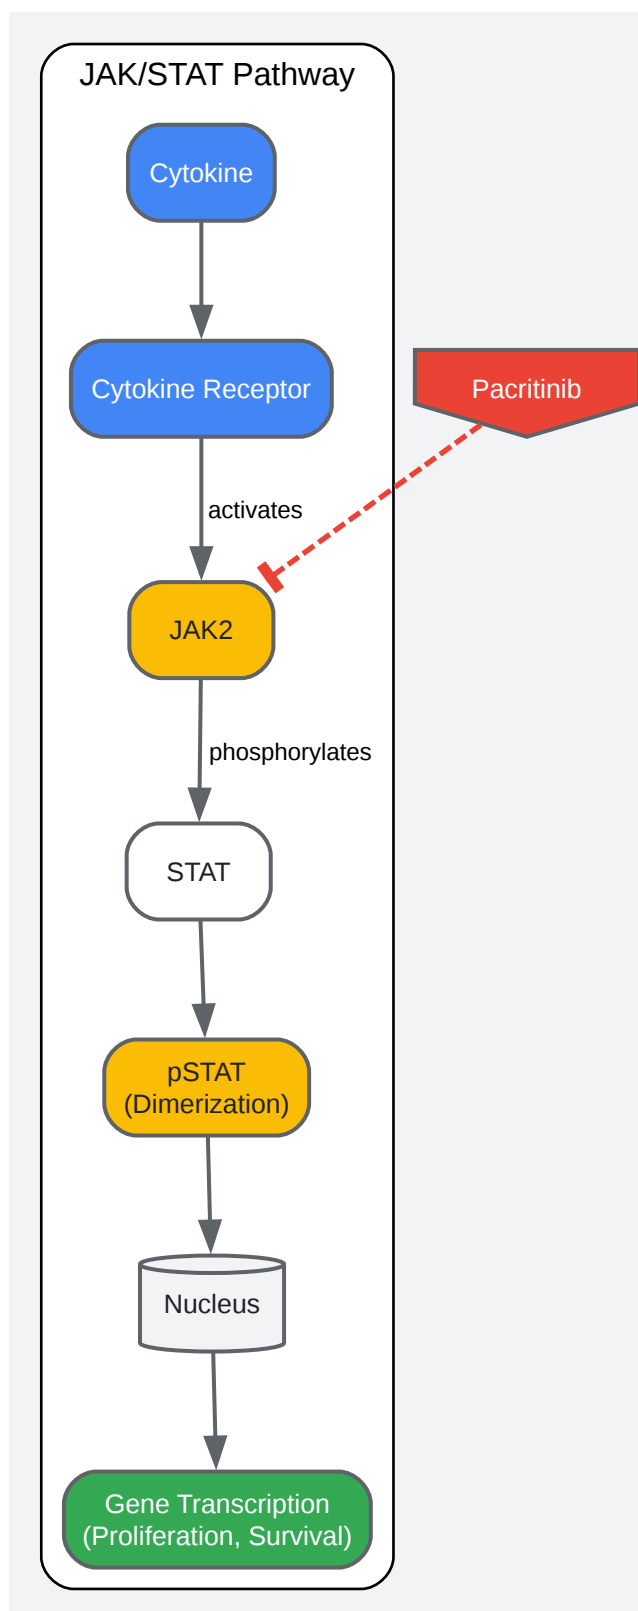 JAK/STAT Pathway
Cytokine
Cytokine Receptor
Pacritinib
activates
JAK2
phosphorylates
STAT
pSTAT
(Dimerization)
Nucleus
Gene Transcription
(Proliferation, Survival)